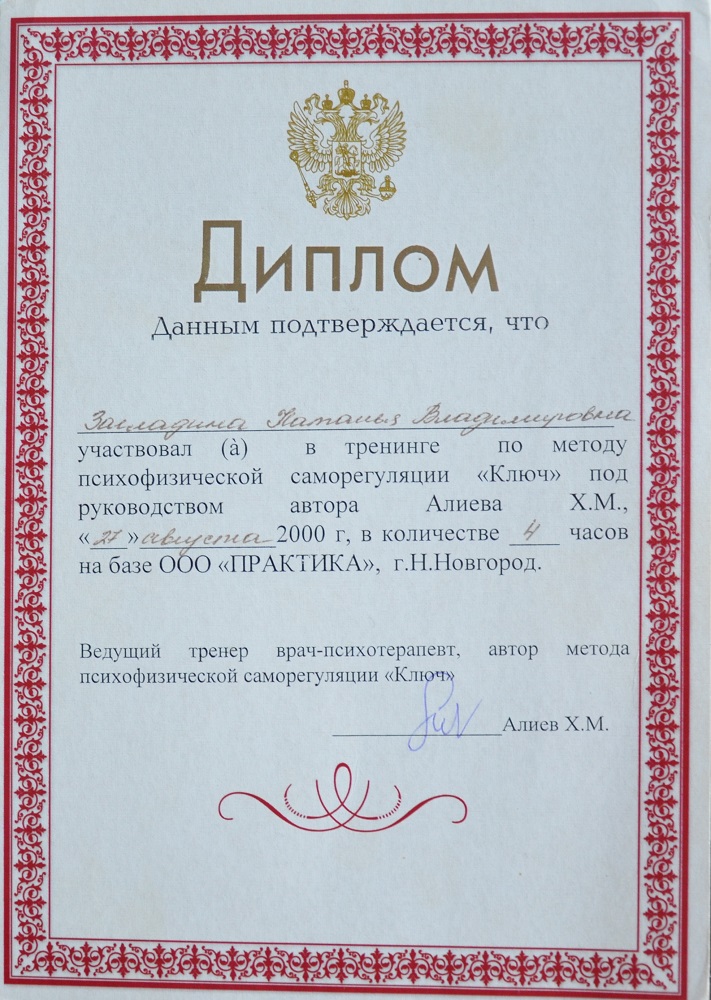 Диплом
Данным подтверждается, что
Загладина Наталья Владимировна
участвовал (à) в тренинге по методу
психофизической саморегуляции «Ключ» под
руководством автора Алиева Х.М.,
«27» августа 2000 г, в количестве 4 часов
на базе ООО «ПРАКТИКА», г.Н.Новгород.
Ведущий тренер врач-психотерапевт, автор метода
психофизической саморегуляции «Ключ»
Алиев Х.М.